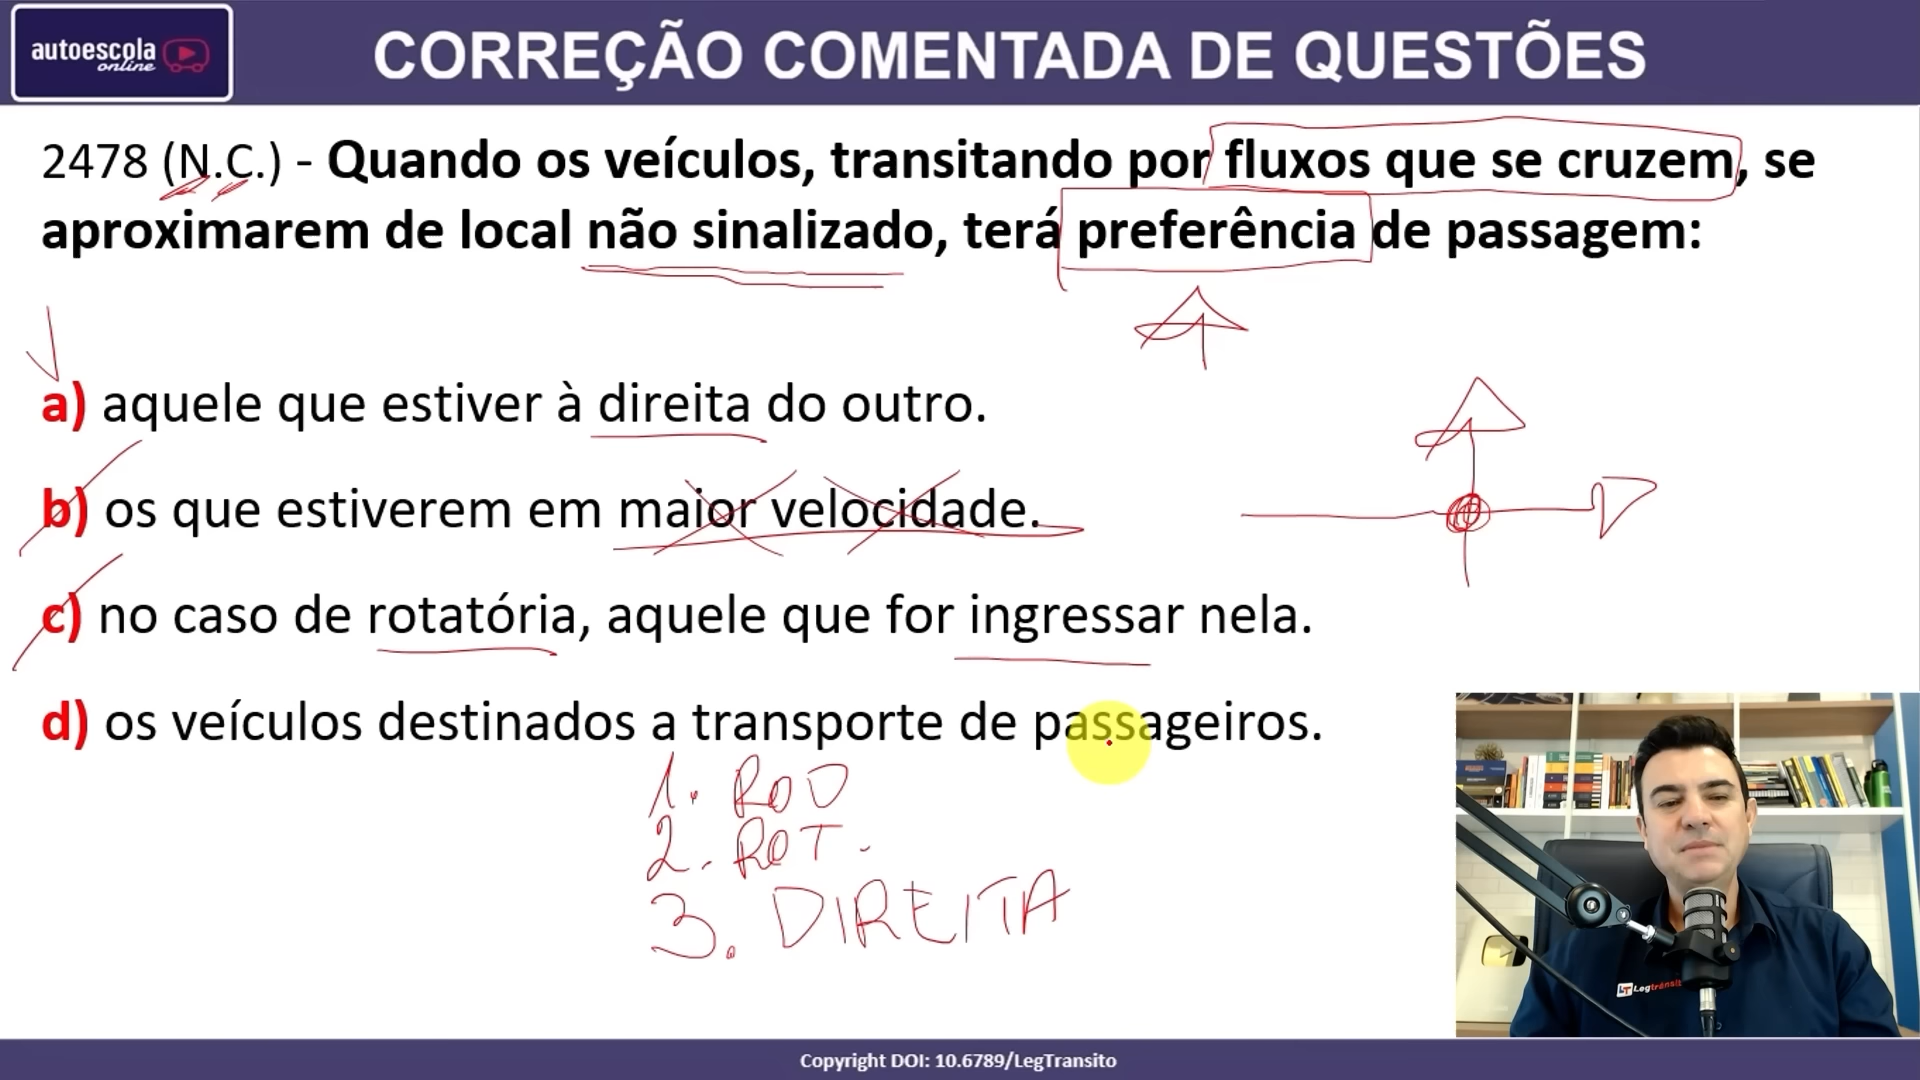 autoescola
online
CORREÇÃO COMENTADA DE QUESTÕES
2478 (N.C.) - Quando os veículos, transitando por fluxos que se cruzem, se
aproximarem de local não sinalizado, terá preferência de passagem:
a) aquele que estiver à direita do outro.
b) os que estiverem em maior velocidade.
c) no caso de rotatória, aquele que for ingressar nela.
d) os veículos destinados a transporte de passageiros.
1. ROD
2. ROT.
3. DIREITA
LT Legtrânsit
Copyright DOI: 10.6789/LegTransito